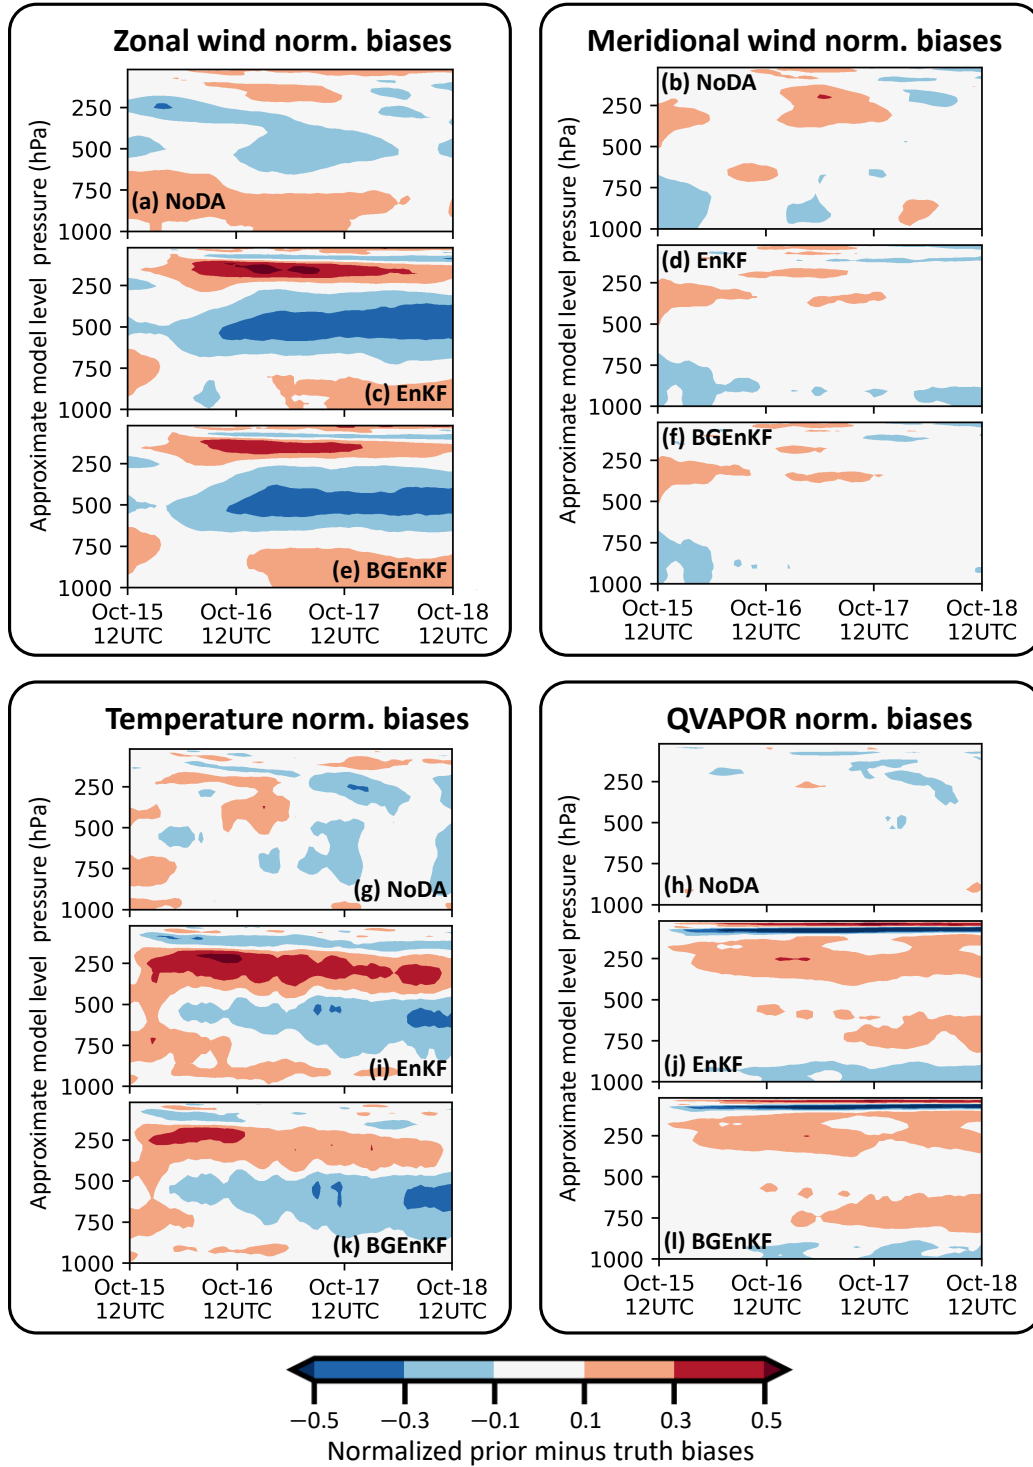 Zonal wind norm. biases
Approximate model level pressure (hPa)
250
500
750
1000
(a) NoDA
250
500
750
1000
(c) EnKF
250
500
750
1000
(e) BGEnKF
Oct-15
12UTC
Oct-16
12UTC
Oct-17
12UTC
Oct-18
12UTC
Meridional wind norm. biases
Approximate model level pressure (hPa)
(b) NoDA
250
500
750
1000
(d) EnKF
250
500
750
1000
(f) BGEnKF
250
500
750
1000
Oct-15
12UTC
Oct-16
12UTC
Oct-17
12UTC
Oct-18
12UTC
Temperature norm. biases
Approximate model level pressure (hPa)
250
500
750
1000
(g) NoDA
250
500
750
1000
(i) EnKF
250
500
750
1000
(k) BGEnKF
Oct-15
12UTC
Oct-16
12UTC
Oct-17
12UTC
Oct-18
12UTC
QVAPOR norm. biases
Approximate model level pressure (hPa)
250
500
750
1000
(h) NoDA
250
500
750
1000
(j) EnKF
250
500
750
1000
(l) BGEnKF
Oct-15
12UTC
Oct-16
12UTC
Oct-17
12UTC
Oct-18
12UTC
−0.5 −0.3 −0.1 0.1 0.3 0.5
Normalized prior minus truth biases